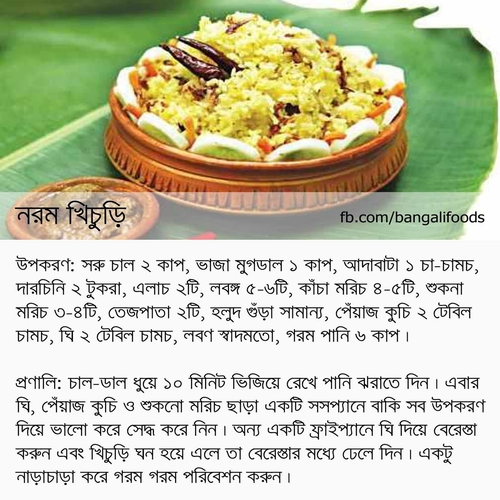 নরম খিচুড়ি
fb.com/bangalifoods
উপকরণ: সরু চাল ২ কাপ, ভাজা মুগডাল ১ কাপ, আদাবাটা ১ চা-চামচ,
দারচিনি ২ টুকরা, এলাচ ২টি, লবঙ্গ ৫-৬টি, কাঁচা মরিচ ৪-৫টি, শুকনা
মরিচ ৩-৪টি, তেজপাতা ২টি, হলুদ গুঁড়া সামান্য, পেঁয়াজ কুচি ২ টেবিল
চামচ, ঘি ২ টেবিল চামচ, লবণ স্বাদমতো, গরম পানি ৬ কাপ।
প্রণালি: চাল-ডাল ধুয়ে ১০ মিনিট ভিজিয়ে রেখে পানি ঝরাতে দিন। এবার
ঘি, পেঁয়াজ কুচি ও শুকনো মরিচ ছাড়া একটি সসপ্যানে বাকি সব উপকরণ
দিয়ে ভালো করে সেদ্ধ করে নিন। অন্য একটি ফ্রাইপ্যানে ঘি দিয়ে বেরেস্তা
করুন এবং খিচুড়ি ঘন হয়ে এলে তা বেরেস্তার মধ্যে ঢেলে দিন। একটু
নাড়াচাড়া করে গরম গরম পরিবেশন করুন।